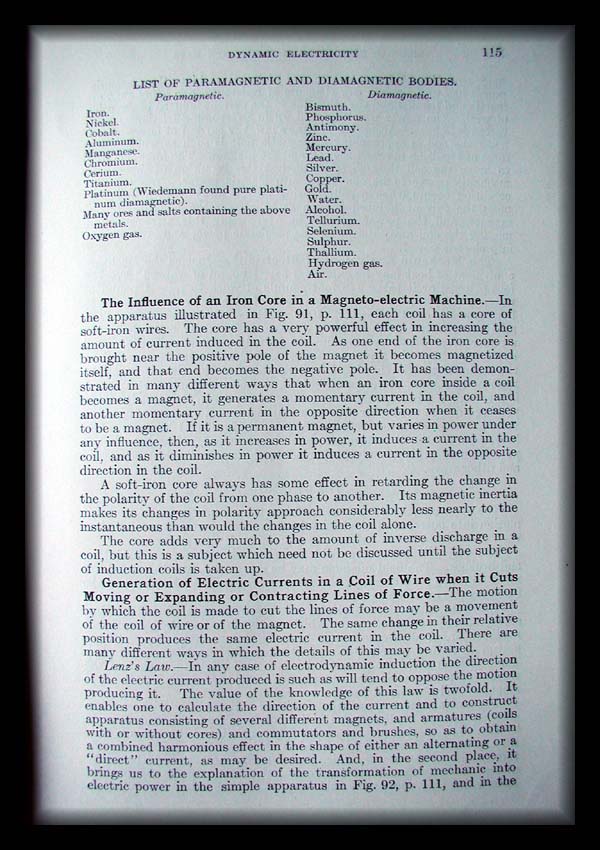 DYNAMIC ELECTRICITY 115
LIST OF PARAMAGNETIC AND DIAMAGNETIC BODIES.
Paramagnetic.
Iron.
Nickel.
Cobalt.
Aluminum.
Manganese.
Chromium.
Cerium.
Titanium.
Platinum (Wiedemann found pure plati-
num diamagnetic).
Many ores and salts containing the above
metals.
Oxygen gas.
Diamagnetic.
Bismuth.
Phosphorus.
Antimony.
Zinc.
Mercury.
Lead.
Silver.
Copper.
Gold.
Water.
Alcohol.
Tellurium.
Selenium.
Sulphur.
Thallium.
Hydrogen gas.
Air.
The Influence of an Iron Core in a Magneto-electric Machine.—In
the apparatus illustrated in Fig. 91, p. 111, each coil has a core of
soft-iron wires. The core has a very powerful effect in increasing the
amount of current induced in the coil. As one end of the iron core is
brought near the positive pole of the magnet it becomes magnetized
itself, and that end becomes the negative pole. It has been demon-
strated in many different ways that when an iron core inside a coil
becomes a magnet, it generates a momentary current in the coil, and
another momentary current in the opposite direction when it ceases
to be a magnet. If it is a permanent magnet, but varies in power under
any influence, then, as it increases in power, it induces a current in the
coil, and as it diminishes in power it induces a current in the opposite
direction in the coil.
A soft-iron core always has some effect in retarding the change in
the polarity of the coil from one phase to another. Its magnetic inertia
makes its changes in polarity approach considerably less nearly to the
instantaneous than would the changes in the coil alone.
The core adds very much to the amount of inverse discharge in a
coil, but this is a subject which need not be discussed until the subject
of induction coils is taken up.
Generation of Electric Currents in a Coil of Wire when it Cuts
Moving or Expanding or Contracting Lines of Force.—The motion
by which the coil is made to cut the lines of force may be a movement
of the coil of wire or of the magnet. The same change in their relative
position produces the same electric current in the coil. There are
many different ways in which the details of this may be varied.
Lenz's Law.—In any case of electrodynamic induction the direction
of the electric current produced is such as will tend to oppose the motion
producing it. The value of the knowledge of this law is twofold. It
enables one to calculate the direction of the current and to construct
apparatus consisting of several different magnets, and armatures (coils
with or without cores) and commutators and brushes, so as to obtain
a combined harmonious effect in the shape of either an alternating or a
"direct" current, as may be desired. And, in the second place, it
brings us to the explanation of the transformation of mechanic into
electric power in the simple apparatus in Fig. 92, p. 111, and in the